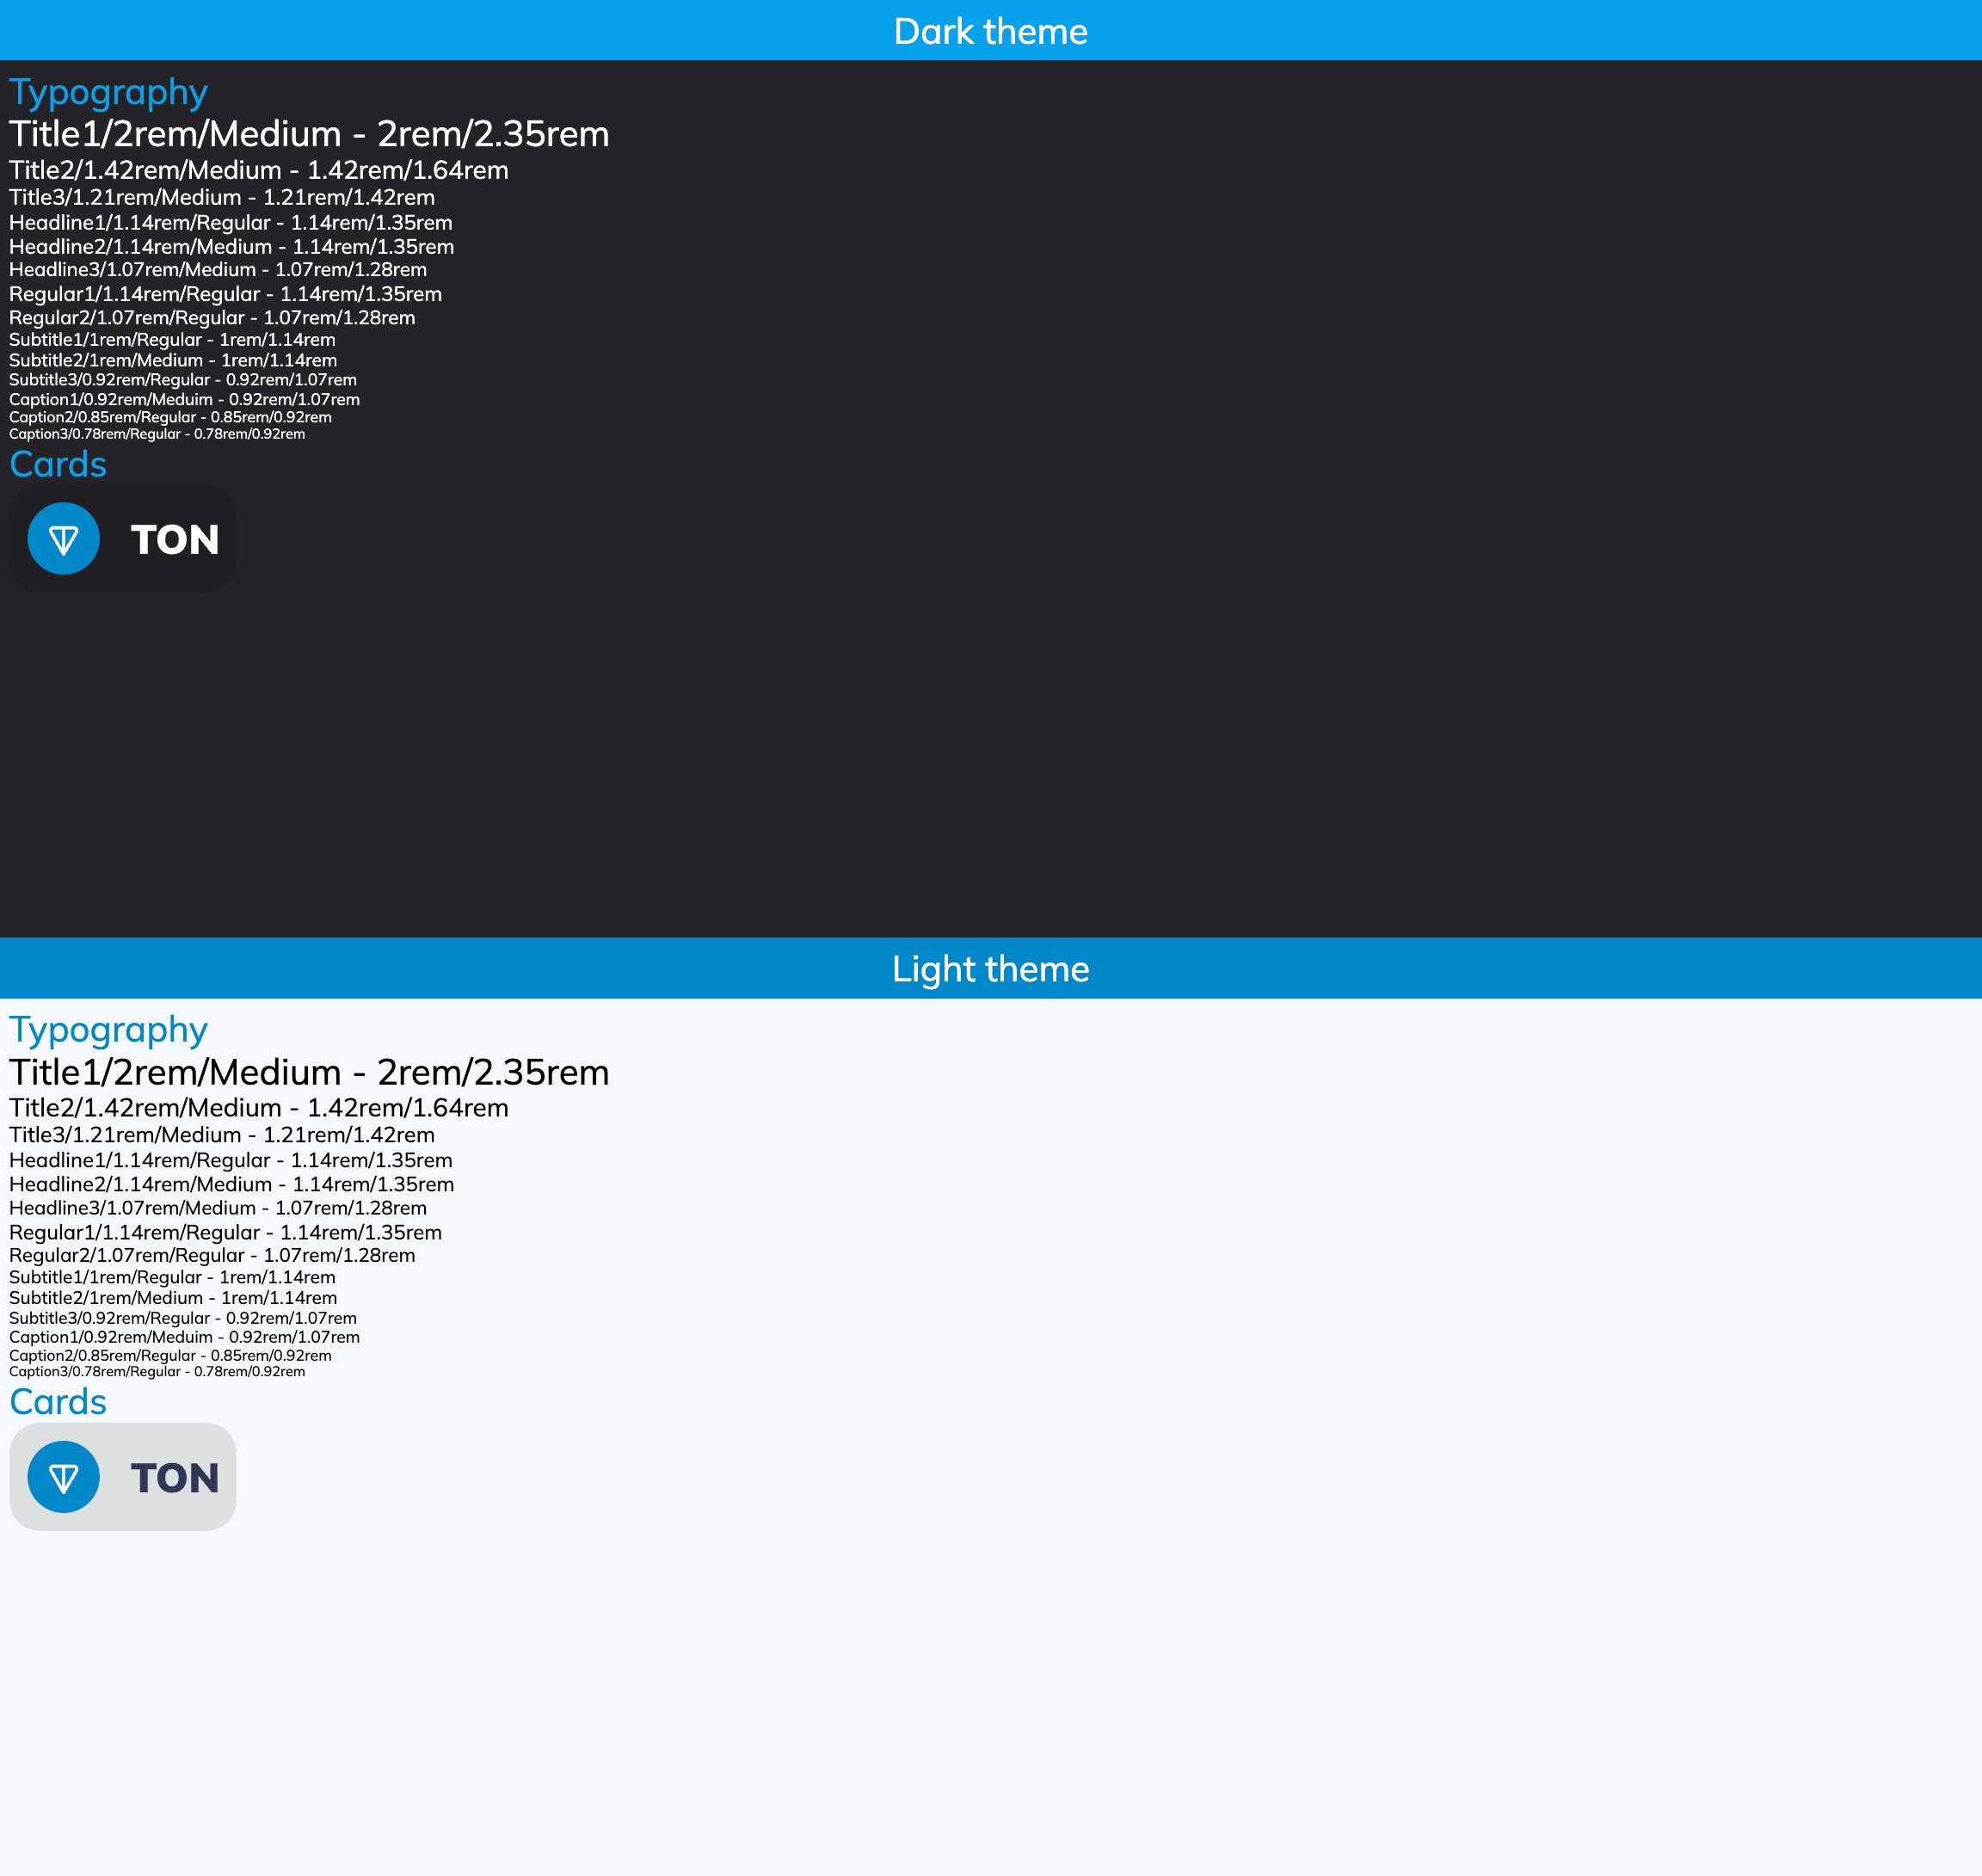 Dark theme
Typography
Title1/2rem/Medium - 2rem/2.35rem
Title2/1.42rem/Medium - 1.42rem/1.64rem
Title3/1.21rem/Medium - 1.21rem/1.42rem
Headline1/1.14rem/Regular - 1.14rem/1.35rem
Headline2/1.14rem/Medium - 1.14rem/1.35rem
Headline3/1.07rem/Medium - 1.07rem/1.28rem
Regular1/1.14rem/Regular - 1.14rem/1.35rem
Regular2/1.07rem/Regular - 1.07rem/1.28rem
Subtitle1/1rem/Regular - 1rem/1.14rem
Subtitle2/1rem/Medium - 1rem/1.14rem
Subtitle3/0.92rem/Regular - 0.92rem/1.07rem
Caption1/0.92rem/Meduim - 0.92rem/1.07rem
Caption2/0.85rem/Regular - 0.85rem/0.92rem
Caption3/0.78rem/Regular - 0.78rem/0.92rem
Cards
TON
Light theme
Typography
Title1/2rem/Medium - 2rem/2.35rem
Title2/1.42rem/Medium - 1.42rem/1.64rem
Title3/1.21rem/Medium - 1.21rem/1.42rem
Headline1/1.14rem/Regular - 1.14rem/1.35rem
Headline2/1.14rem/Medium - 1.14rem/1.35rem
Headline3/1.07rem/Medium - 1.07rem/1.28rem
Regular1/1.14rem/Regular - 1.14rem/1.35rem
Regular2/1.07rem/Regular - 1.07rem/1.28rem
Subtitle1/1rem/Regular - 1rem/1.14rem
Subtitle2/1rem/Medium - 1rem/1.14rem
Subtitle3/0.92rem/Regular - 0.92rem/1.07rem
Caption1/0.92rem/Meduim - 0.92rem/1.07rem
Caption2/0.85rem/Regular - 0.85rem/0.92rem
Caption3/0.78rem/Regular - 0.78rem/0.92rem
Cards
TON